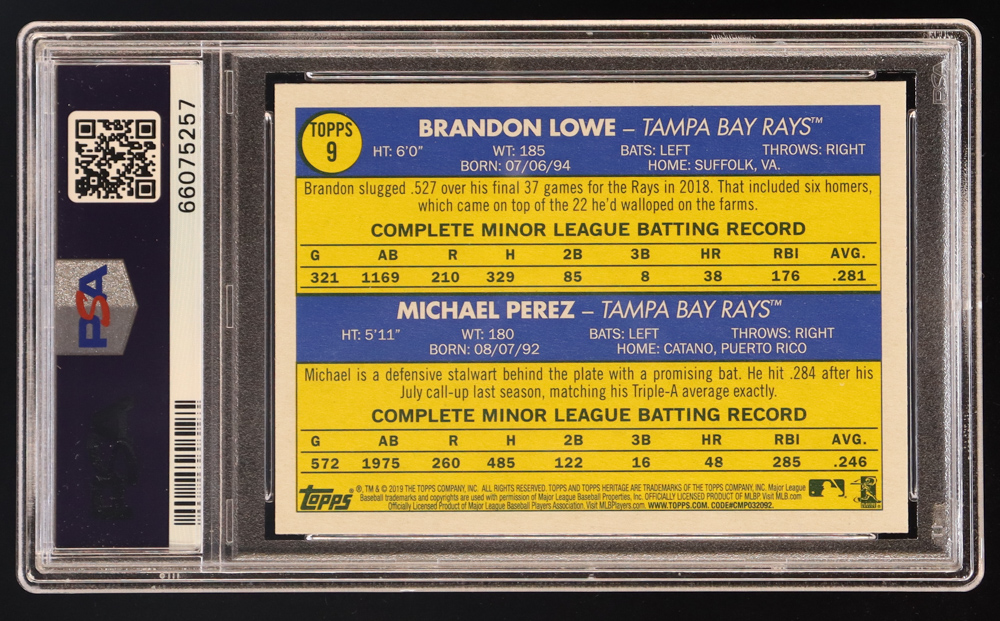 66075257
PSA
TOPPS
9
BRANDON LOWE – TAMPA BAY RAYS™
HT: 6'0" WT: 185 BATS: LEFT THROWS: RIGHT
BORN: 07/06/94 HOME: SUFFOLK, VA.
Brandon slugged .527 over his final 37 games for the Rays in 2018. That included six homers,
which came on top of the 22 he'd walloped on the farms.
COMPLETE MINOR LEAGUE BATTING RECORD
G AB R H 2B 3B HR RBI AVG.
321 1169 210 329 85 8 38 176 .281
MICHAEL PEREZ – TAMPA BAY RAYS™
HT: 5'11" WT: 180 BATS: LEFT THROWS: RIGHT
BORN: 08/07/92 HOME: CATANO, PUERTO RICO
Michael is a defensive stalwart behind the plate with a promising bat. He hit .284 after his
July call-up last season, matching his Triple-A average exactly.
COMPLETE MINOR LEAGUE BATTING RECORD
G AB R H 2B 3B HR RBI AVG.
572 1975 260 485 122 16 48 285 .246
TOPPS ® TM & © 2019 THE TOPPS COMPANY, INC. ALL RIGHTS RESERVED. TOPPS AND TOPPS HERITAGE ARE TRADEMARKS OF THE TOPPS COMPANY, INC. Major League
Baseball trademarks and copyrights are used with permission of Major League Baseball Properties, Inc. OFFICIALLY LICENSED PRODUCT OF MLBP. Visit MLB.com
Officially Licensed Product of Major League Baseball Players Association. Visit MLBPlayers.com. WWW.TOPPS.COM. CODE#CMP032092.